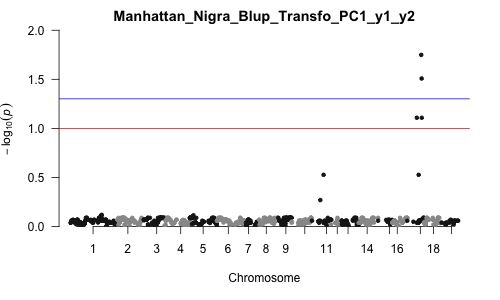 Manhattan_Nigra_Blup_Transfo_PC1_y1_y2
2.0
1.5
1.0
0.5
0.0
− log10(p)
1 2 3 4 5 6 7 8 9 11 14 16 18
Chromosome